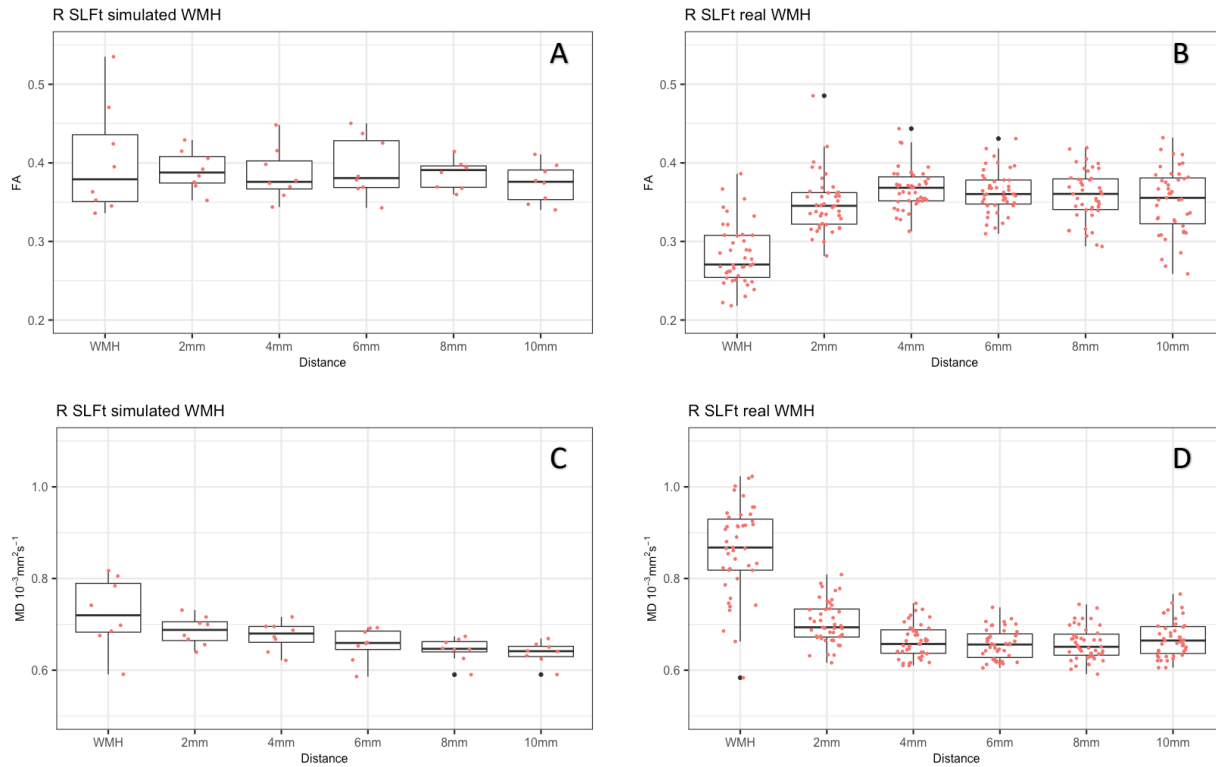 R SLFt simulated WMH
A
0.5
0.4
0.3
0.2
FA
WMH 2mm 4mm 6mm 8mm 10mm
Distance
R SLFt real WMH
B
0.5
0.4
0.3
0.2
FA
WMH 2mm 4mm 6mm 8mm 10mm
Distance
R SLFt simulated WMH
C
1.0
0.8
0.6
MD 10⁻³mm²s⁻¹
WMH 2mm 4mm 6mm 8mm 10mm
Distance
R SLFt real WMH
D
1.0
0.8
0.6
MD 10⁻³mm²s⁻¹
WMH 2mm 4mm 6mm 8mm 10mm
Distance